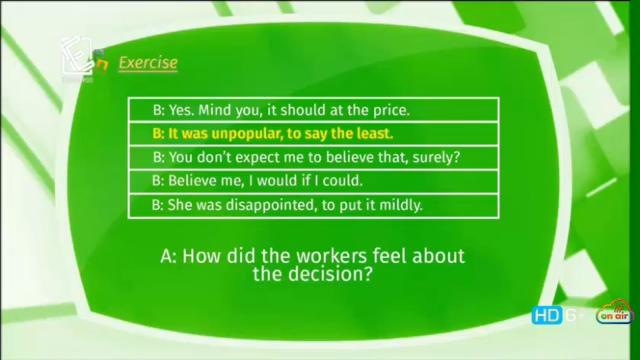 Exercise
B: Yes. Mind you, it should at the price.
B: It was unpopular, to say the least.
B: You don't expect me to believe that, surely?
B: Believe me, I would if I could.
B: She was disappointed, to put it mildly.
A: How did the workers feel about
the decision?
HD 6+ on air